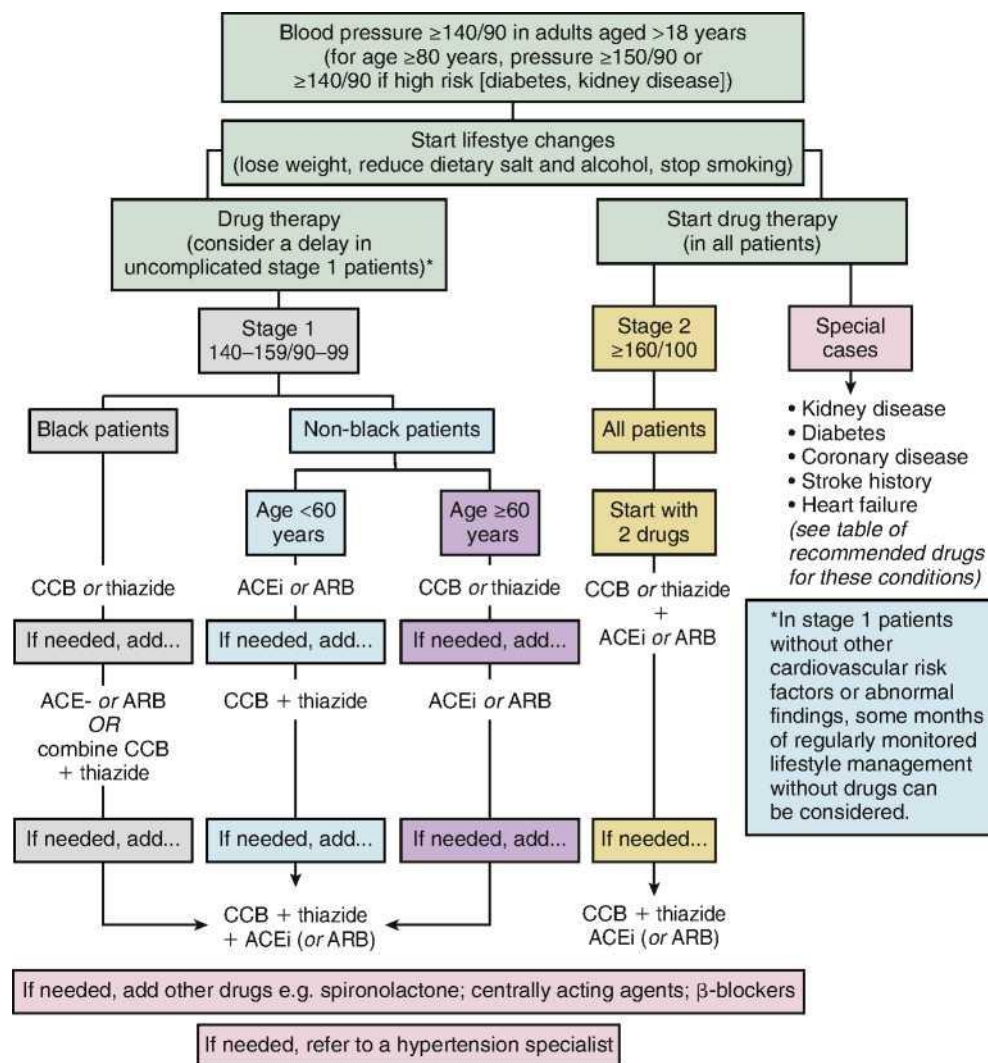 Blood pressure ≥140/90 in adults aged >18 years
(for age ≥80 years, pressure ≥150/90 or
≥140/90 if high risk [diabetes, kidney disease])
Start lifestye changes
(lose weight, reduce dietary salt and alcohol, stop smoking)
Drug therapy
(consider a delay in
uncomplicated stage 1 patients)*
Start drug therapy
(in all patients)
Stage 1
140–159/90–99
Stage 2
≥160/100
Special
cases
Black patients
Non-black patients
All patients
• Kidney disease
• Diabetes
• Coronary disease
• Stroke history
• Heart failure
(see table of
recommended drugs
for these conditions)
Age <60
years
Age ≥60
years
Start with
2 drugs
CCB or thiazide
ACEi or ARB
CCB or thiazide
CCB or thiazide
+
ACEi or ARB
If needed, add...
If needed, add...
If needed, add...
ACE- or ARB
OR
combine CCB
+ thiazide
CCB + thiazide
ACEi or ARB
*In stage 1 patients
without other
cardiovascular risk
factors or abnormal
findings, some months
of regularly monitored
lifestyle management
without drugs can
be considered.
If needed, add...
If needed, add...
If needed, add...
If needed...
CCB + thiazide
+ ACEi (or ARB)
CCB + thiazide
ACEi (or ARB)
If needed, add other drugs e.g. spironolactone; centrally acting agents; β-blockers
If needed, refer to a hypertension specialist